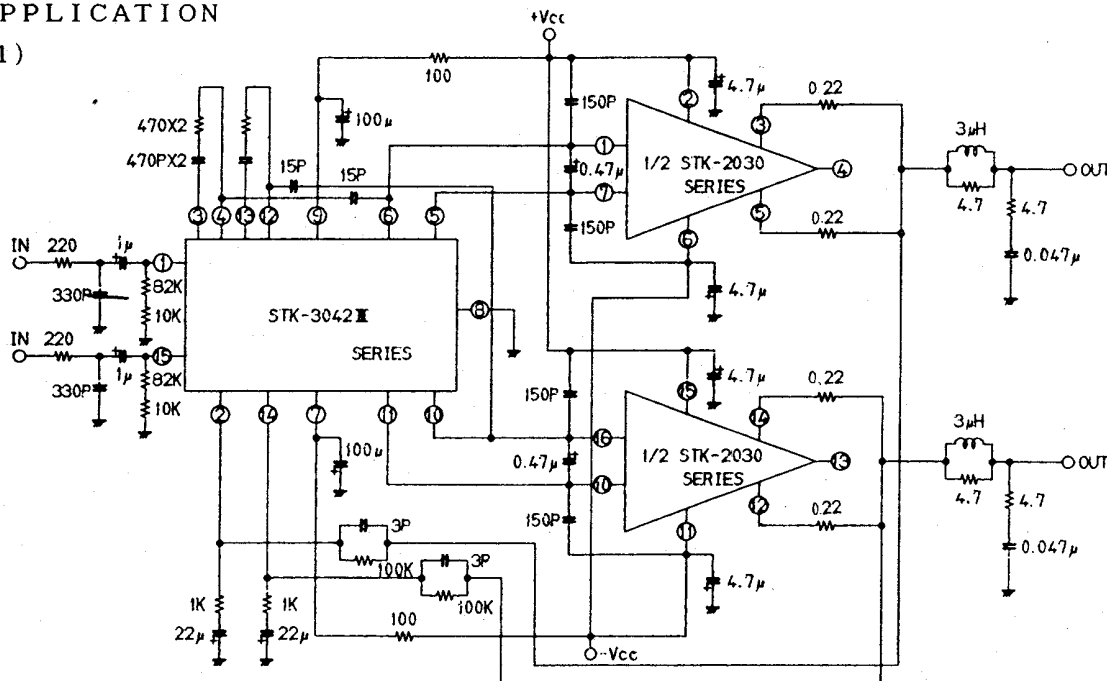 PPLICATION
1)
+Vcc
100
4.7μ
0.22
150P
②
③
470X2
100μ
3μH
①
1/2 STK-2030
④
OUT
470PX2
15P
15P
0.47μ
SERIES
⑦
4.7
4.7
⑤
③ ④ ⑬ ⑫ ⑨ ⑥ ⑤
150P
0.22
⑥
0.047μ
IN 220 1μ ①
82K
4.7μ
330P
10K
STK-3042Ⅲ
⑧
IN 220 1μ ⑮
SERIES
82K
4.7μ
0.22
330P
10K
150P
⑮
⑭
② ⑭ ⑦ ⑪ ⑩
3μH
⑯
100μ
0.47μ
1/2 STK-2030
⑬
OUT
SERIES
⑩
4.7
4.7
⑫
150P
0.22
⑪
3P
0.047μ
100K
3P
4.7μ
100K
1K 1K
22μ 22μ
100
-Vcc